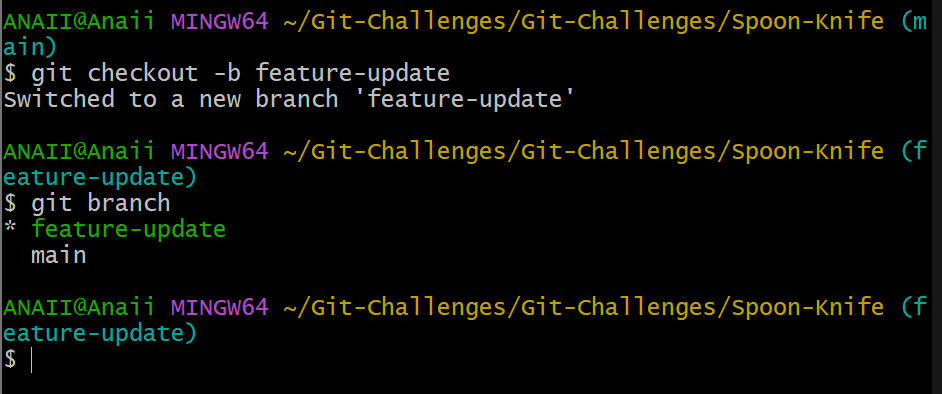 ANAII@Anaii MINGW64 ~/Git-Challenges/Git-Challenges/Spoon-Knife (m
ain)
$ git checkout -b feature-update
Switched to a new branch 'feature-update'
ANAII@Anaii MINGW64 ~/Git-Challenges/Git-Challenges/Spoon-Knife (f
eature-update)
$ git branch
* feature-update
  main
ANAII@Anaii MINGW64 ~/Git-Challenges/Git-Challenges/Spoon-Knife (f
eature-update)
$